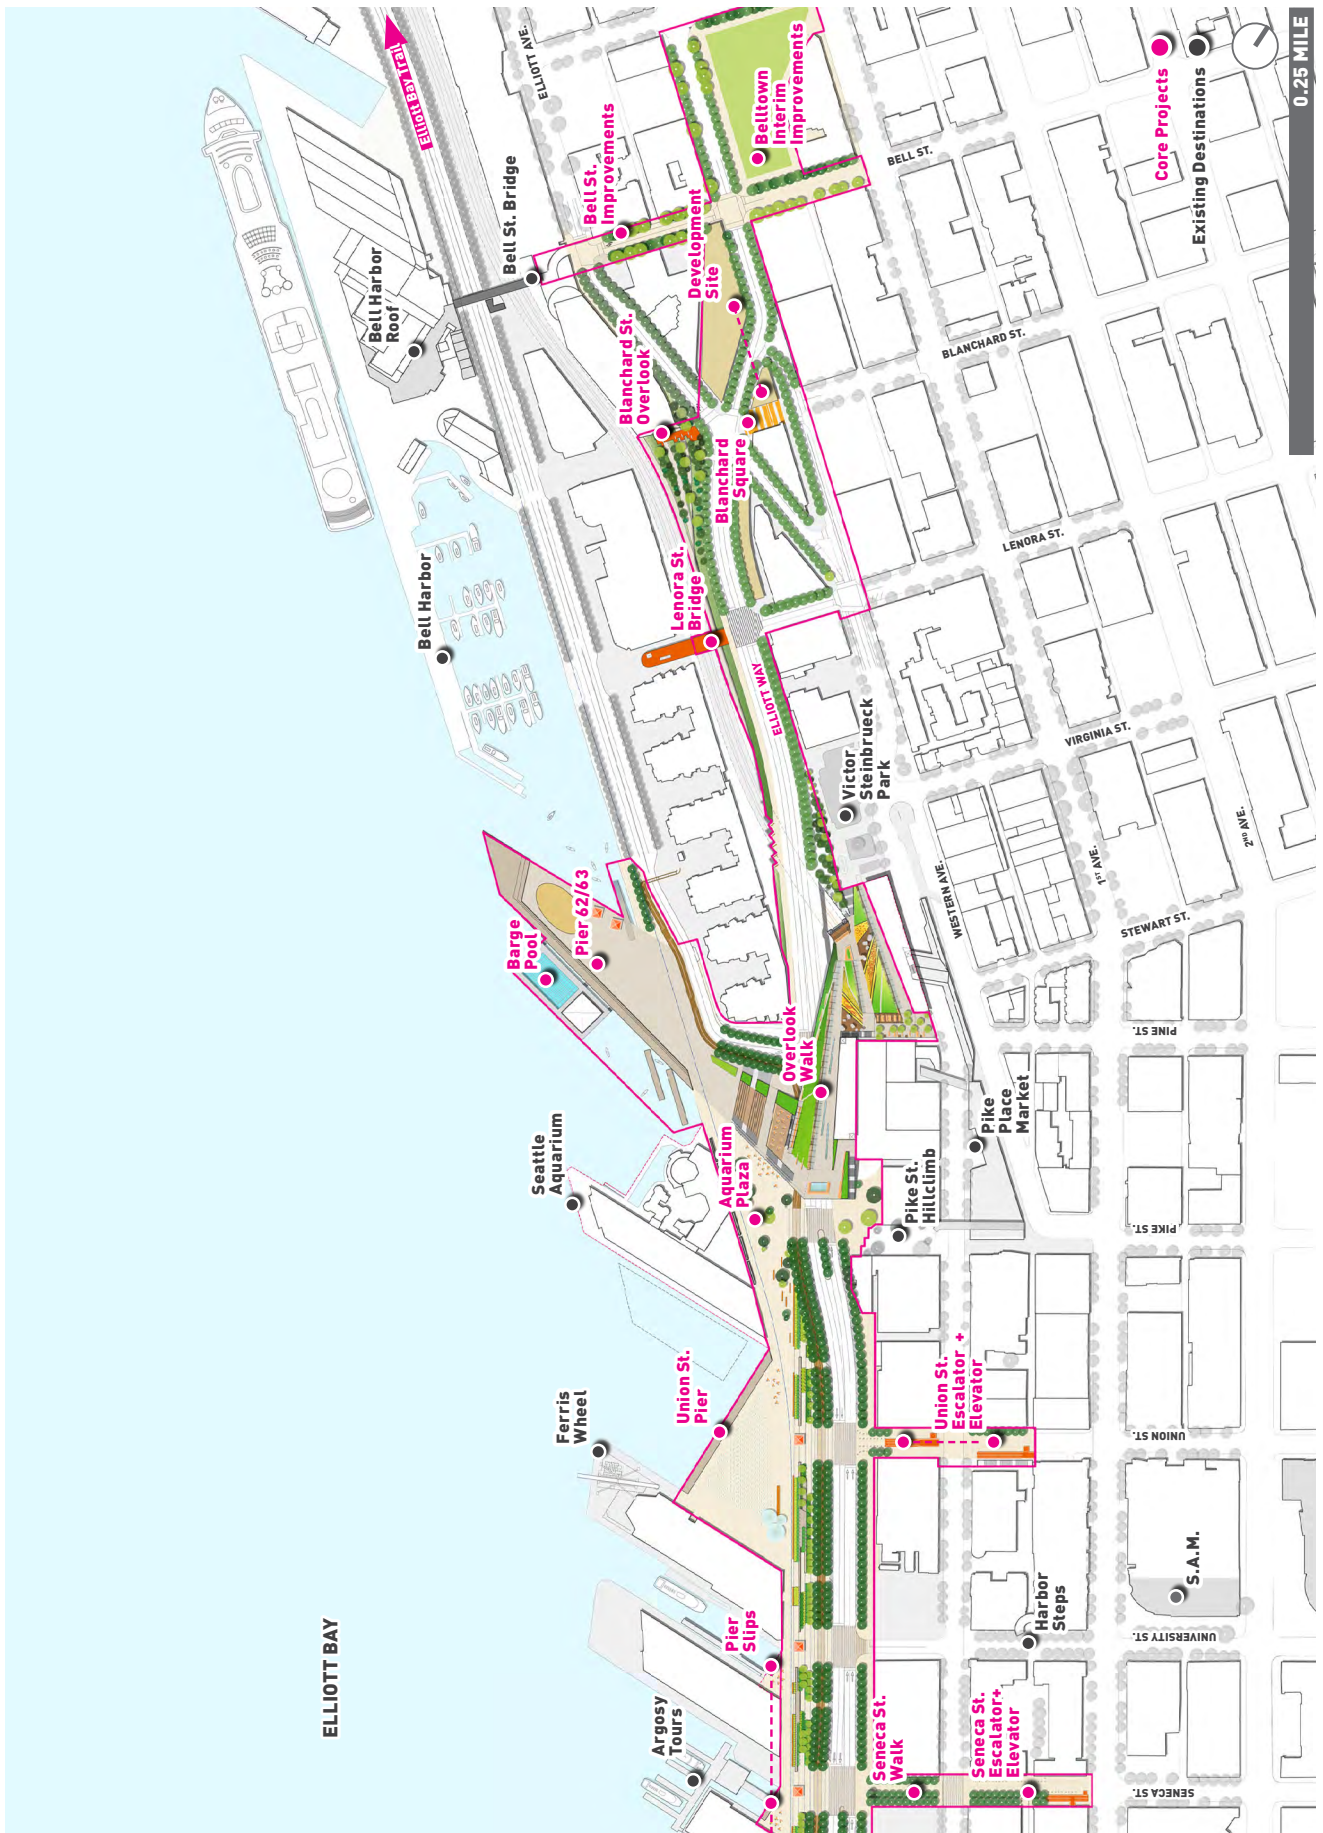 Elliott Bay Trail
ELLIOTT AVE.
Bell St. Bridge
Bell St.
Improvements
Belltown
Interim
Improvements
BELL ST.
Core Projects
Existing Destinations
0.25 MILE
Bell Harbor
Roof
Development
Site
Blanchard St.
Overlook
BLANCHARD ST.
Blanchard
Square
Bell Harbor
Lenora St.
Bridge
LENORA ST.
ELLIOTT WAY
VIRGINIA ST.
Victor
Steinbrueck
Park
2ND AVE.
1ST AVE.
WESTERN AVE.
STEWART ST.
Barge
Pool
Pier 62/63
PINE ST.
Overlook
Walk
Pike
Place
Market
Seattle
Aquarium
Aquarium
Plaza
Pike St.
Hillclimb
PIKE ST.
Union St.
Pier
Union St.
Escalator +
Elevator
Ferris
Wheel
UNION ST.
S.A.M.
Harbor
Steps
UNIVERSITY ST.
ELLIOTT BAY
Pier
Slips
Argosy
Tours
Seneca St.
Walk
Seneca St.
Escalator+
Elevator
SENECA ST.